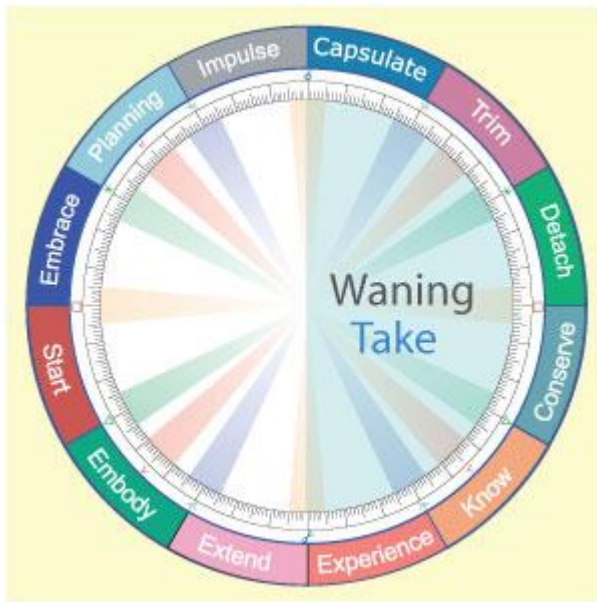 Capsulate
Trim
Detach
Conserve
Know
Experience
Extend
Embody
Start
Embrace
Planning
Impulse
Waning
Take